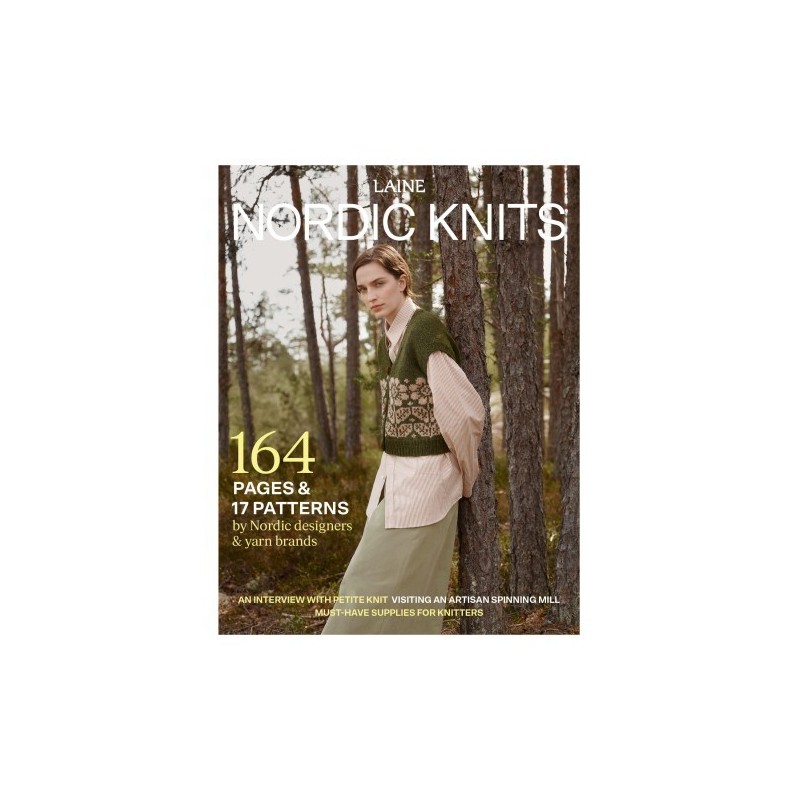 LAINE
NORDIC KNITS
164
PAGES &
17 PATTERNS
by Nordic designers
& yarn brands
AN INTERVIEW WITH PETITE KNIT VISITING AN ARTISAN SPINNING MILL
MUST-HAVE SUPPLIES FOR KNITTERS